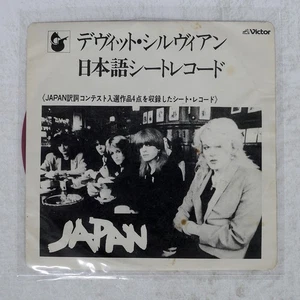 デヴィット・シルヴィアン
Victor
日本語シートレコード
〈JAPAN訳詞コンテスト入選作品4点を収録したシート・レコード〉
JAPAN